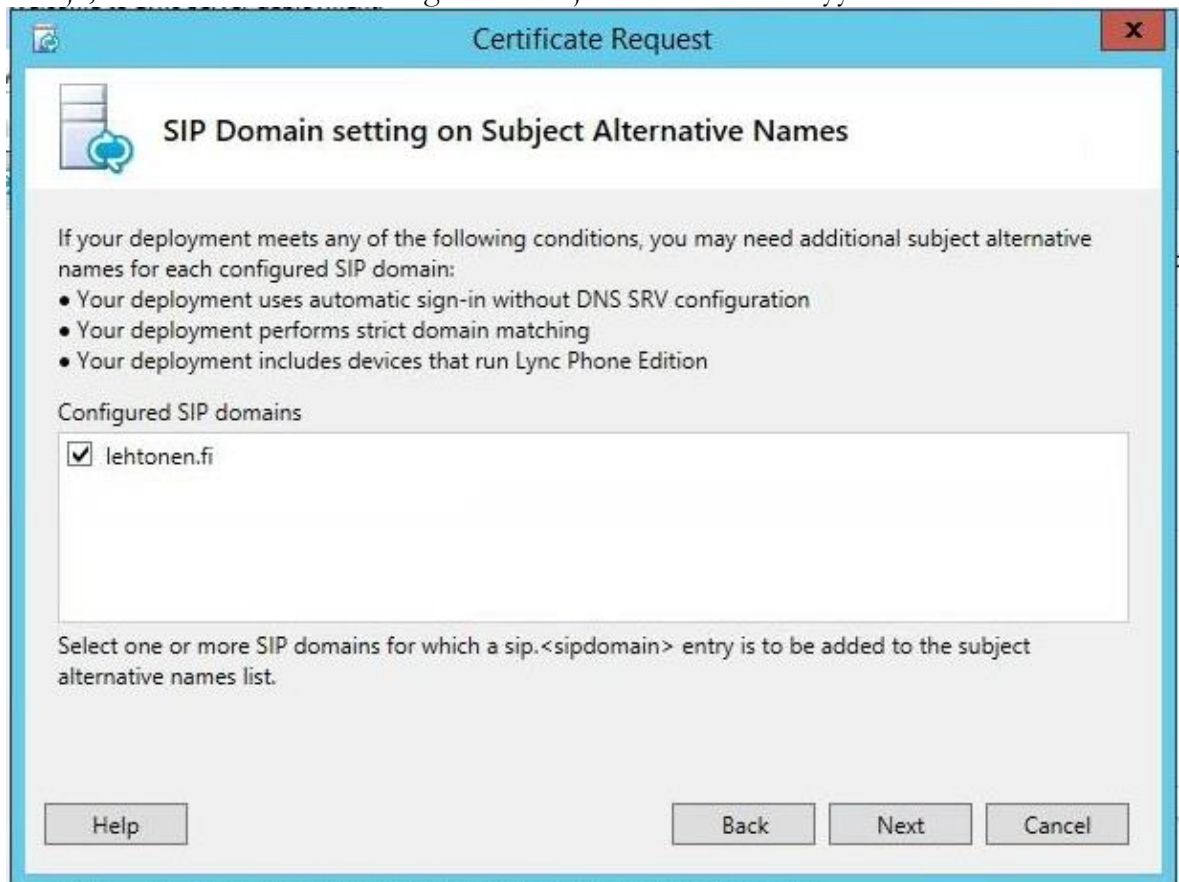 Certificate Request
x
SIP Domain setting on Subject Alternative Names
If your deployment meets any of the following conditions, you may need additional subject alternative
names for each configured SIP domain:
● Your deployment uses automatic sign-in without DNS SRV configuration
● Your deployment performs strict domain matching
● Your deployment includes devices that run Lync Phone Edition
Configured SIP domains
lehtonen.fi
Select one or more SIP domains for which a sip.<sipdomain> entry is to be added to the subject
alternative names list.
Help
Back
Next
Cancel